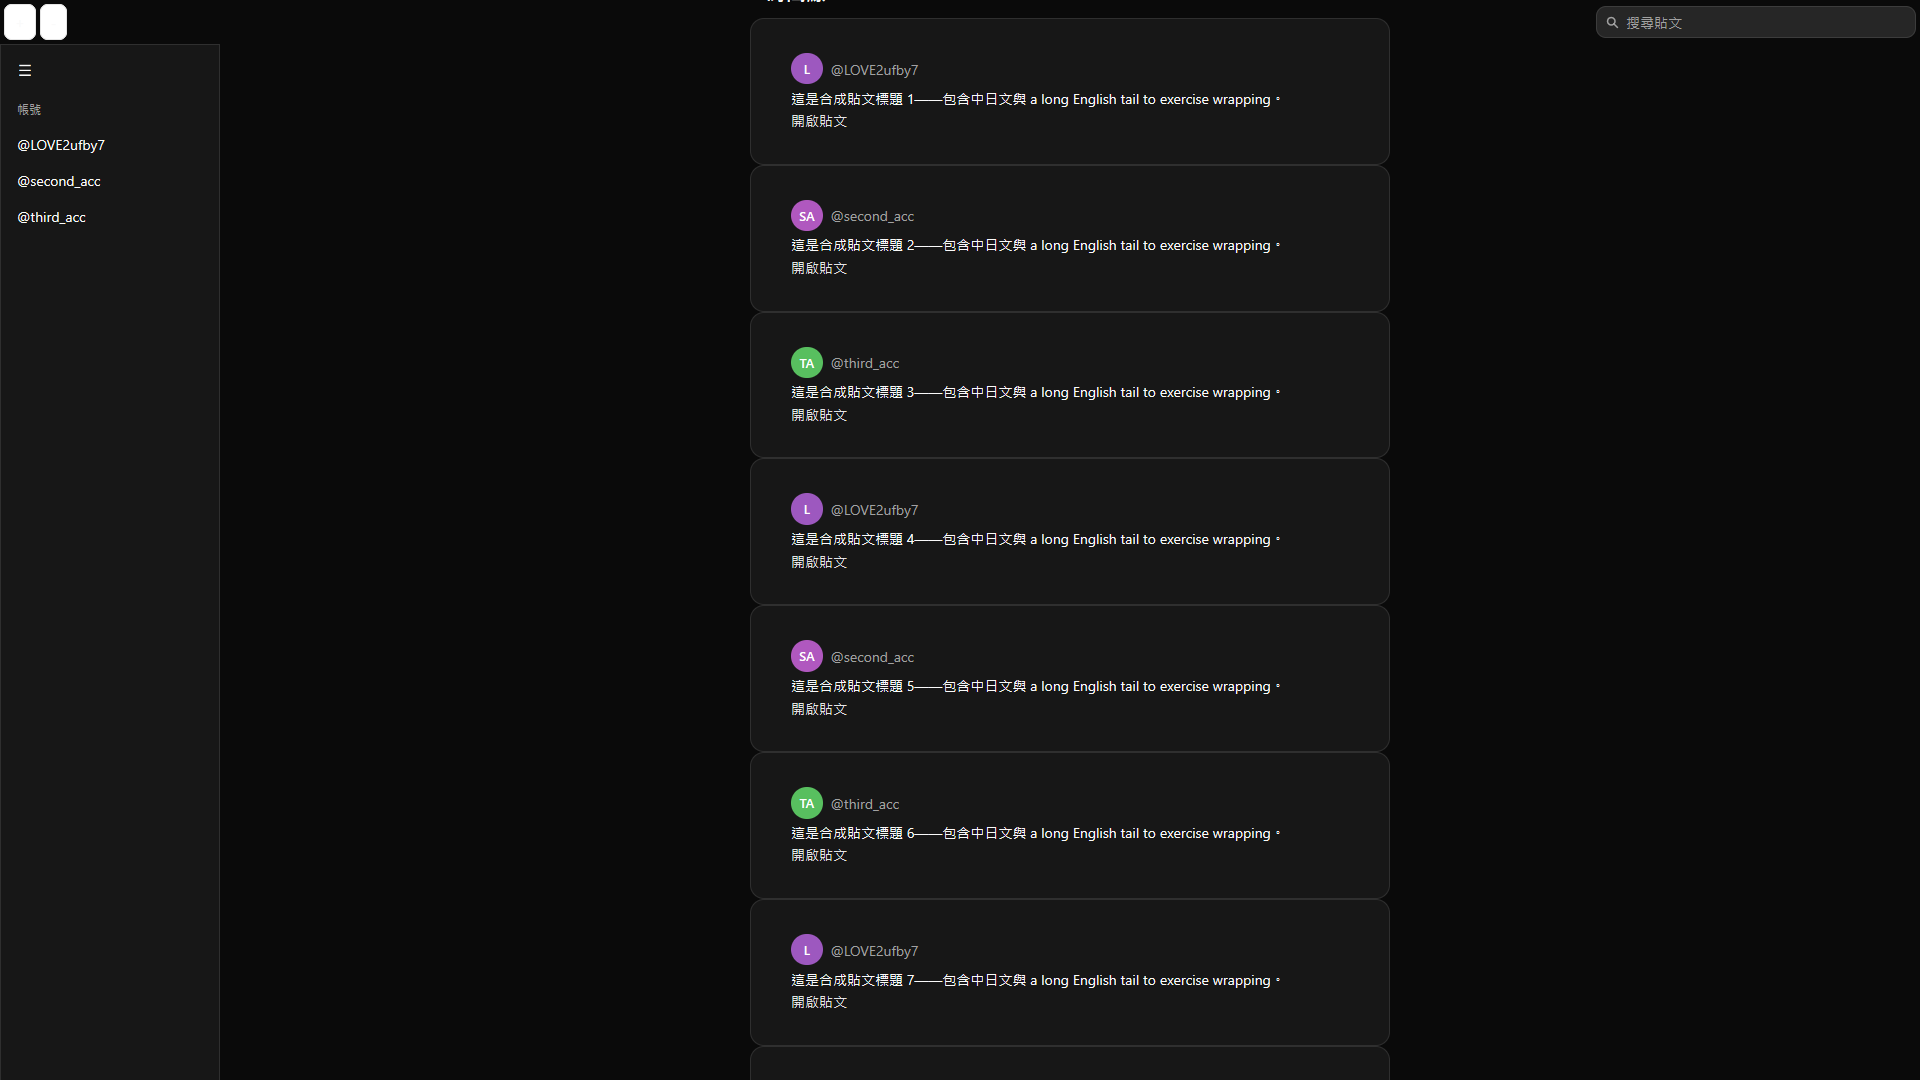 搜尋貼文
☰
帳號
@LOVE2ufby7
@second_acc
@third_acc
L @LOVE2ufby7
這是合成貼文標題 1——包含中日文與 a long English tail to exercise wrapping。
開啟貼文
SA @second_acc
這是合成貼文標題 2——包含中日文與 a long English tail to exercise wrapping。
開啟貼文
TA @third_acc
這是合成貼文標題 3——包含中日文與 a long English tail to exercise wrapping。
開啟貼文
L @LOVE2ufby7
這是合成貼文標題 4——包含中日文與 a long English tail to exercise wrapping。
開啟貼文
SA @second_acc
這是合成貼文標題 5——包含中日文與 a long English tail to exercise wrapping。
開啟貼文
TA @third_acc
這是合成貼文標題 6——包含中日文與 a long English tail to exercise wrapping。
開啟貼文
L @LOVE2ufby7
這是合成貼文標題 7——包含中日文與 a long English tail to exercise wrapping。
開啟貼文